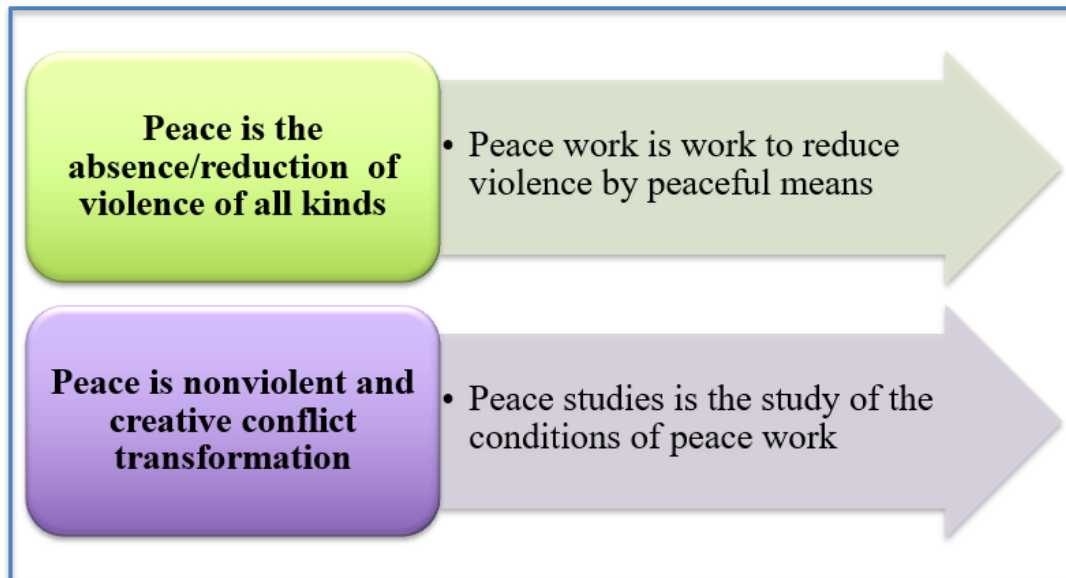 Peace is the
absence/reduction of
violence of all kinds
• Peace work is work to reduce
violence by peaceful means
Peace is nonviolent and
creative conflict
transformation
• Peace studies is the study of the
conditions of peace work